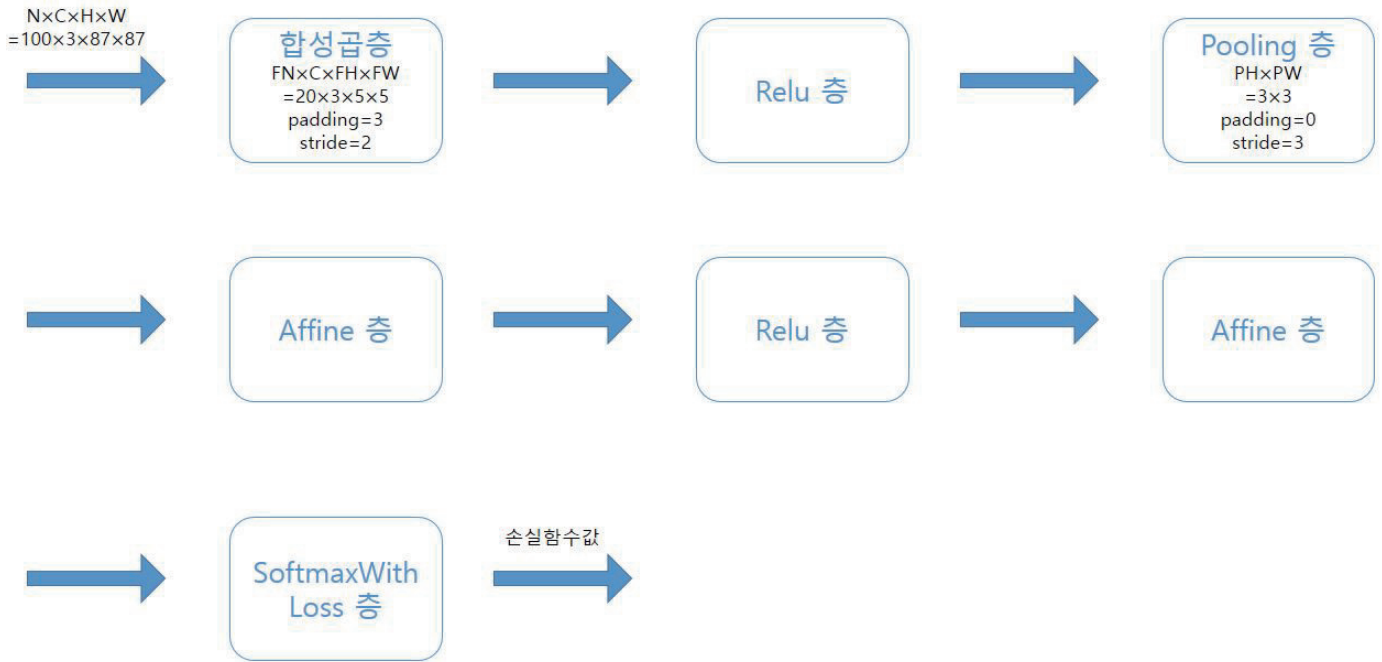 N×C×H×W
=100×3×87×87
합성곱층
FN×C×FH×FW
=20×3×5×5
padding=3
stride=2
Relu 층
Pooling 층
PH×PW
=3×3
padding=0
stride=3
Affine 층
Relu 층
Affine 층
SoftmaxWith
Loss 층
손실함수값